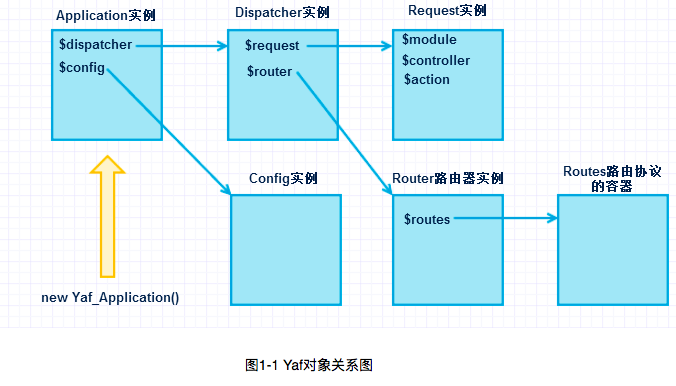 Application实例
Dispatcher实例
Request实例
$dispatcher
$config
$request
$router
$module
$controller
$action
Config实例
Router路由器实例
Routes路由协议
的容器
$routes
new Yaf_Application()
图1-1 Yaf对象关系图